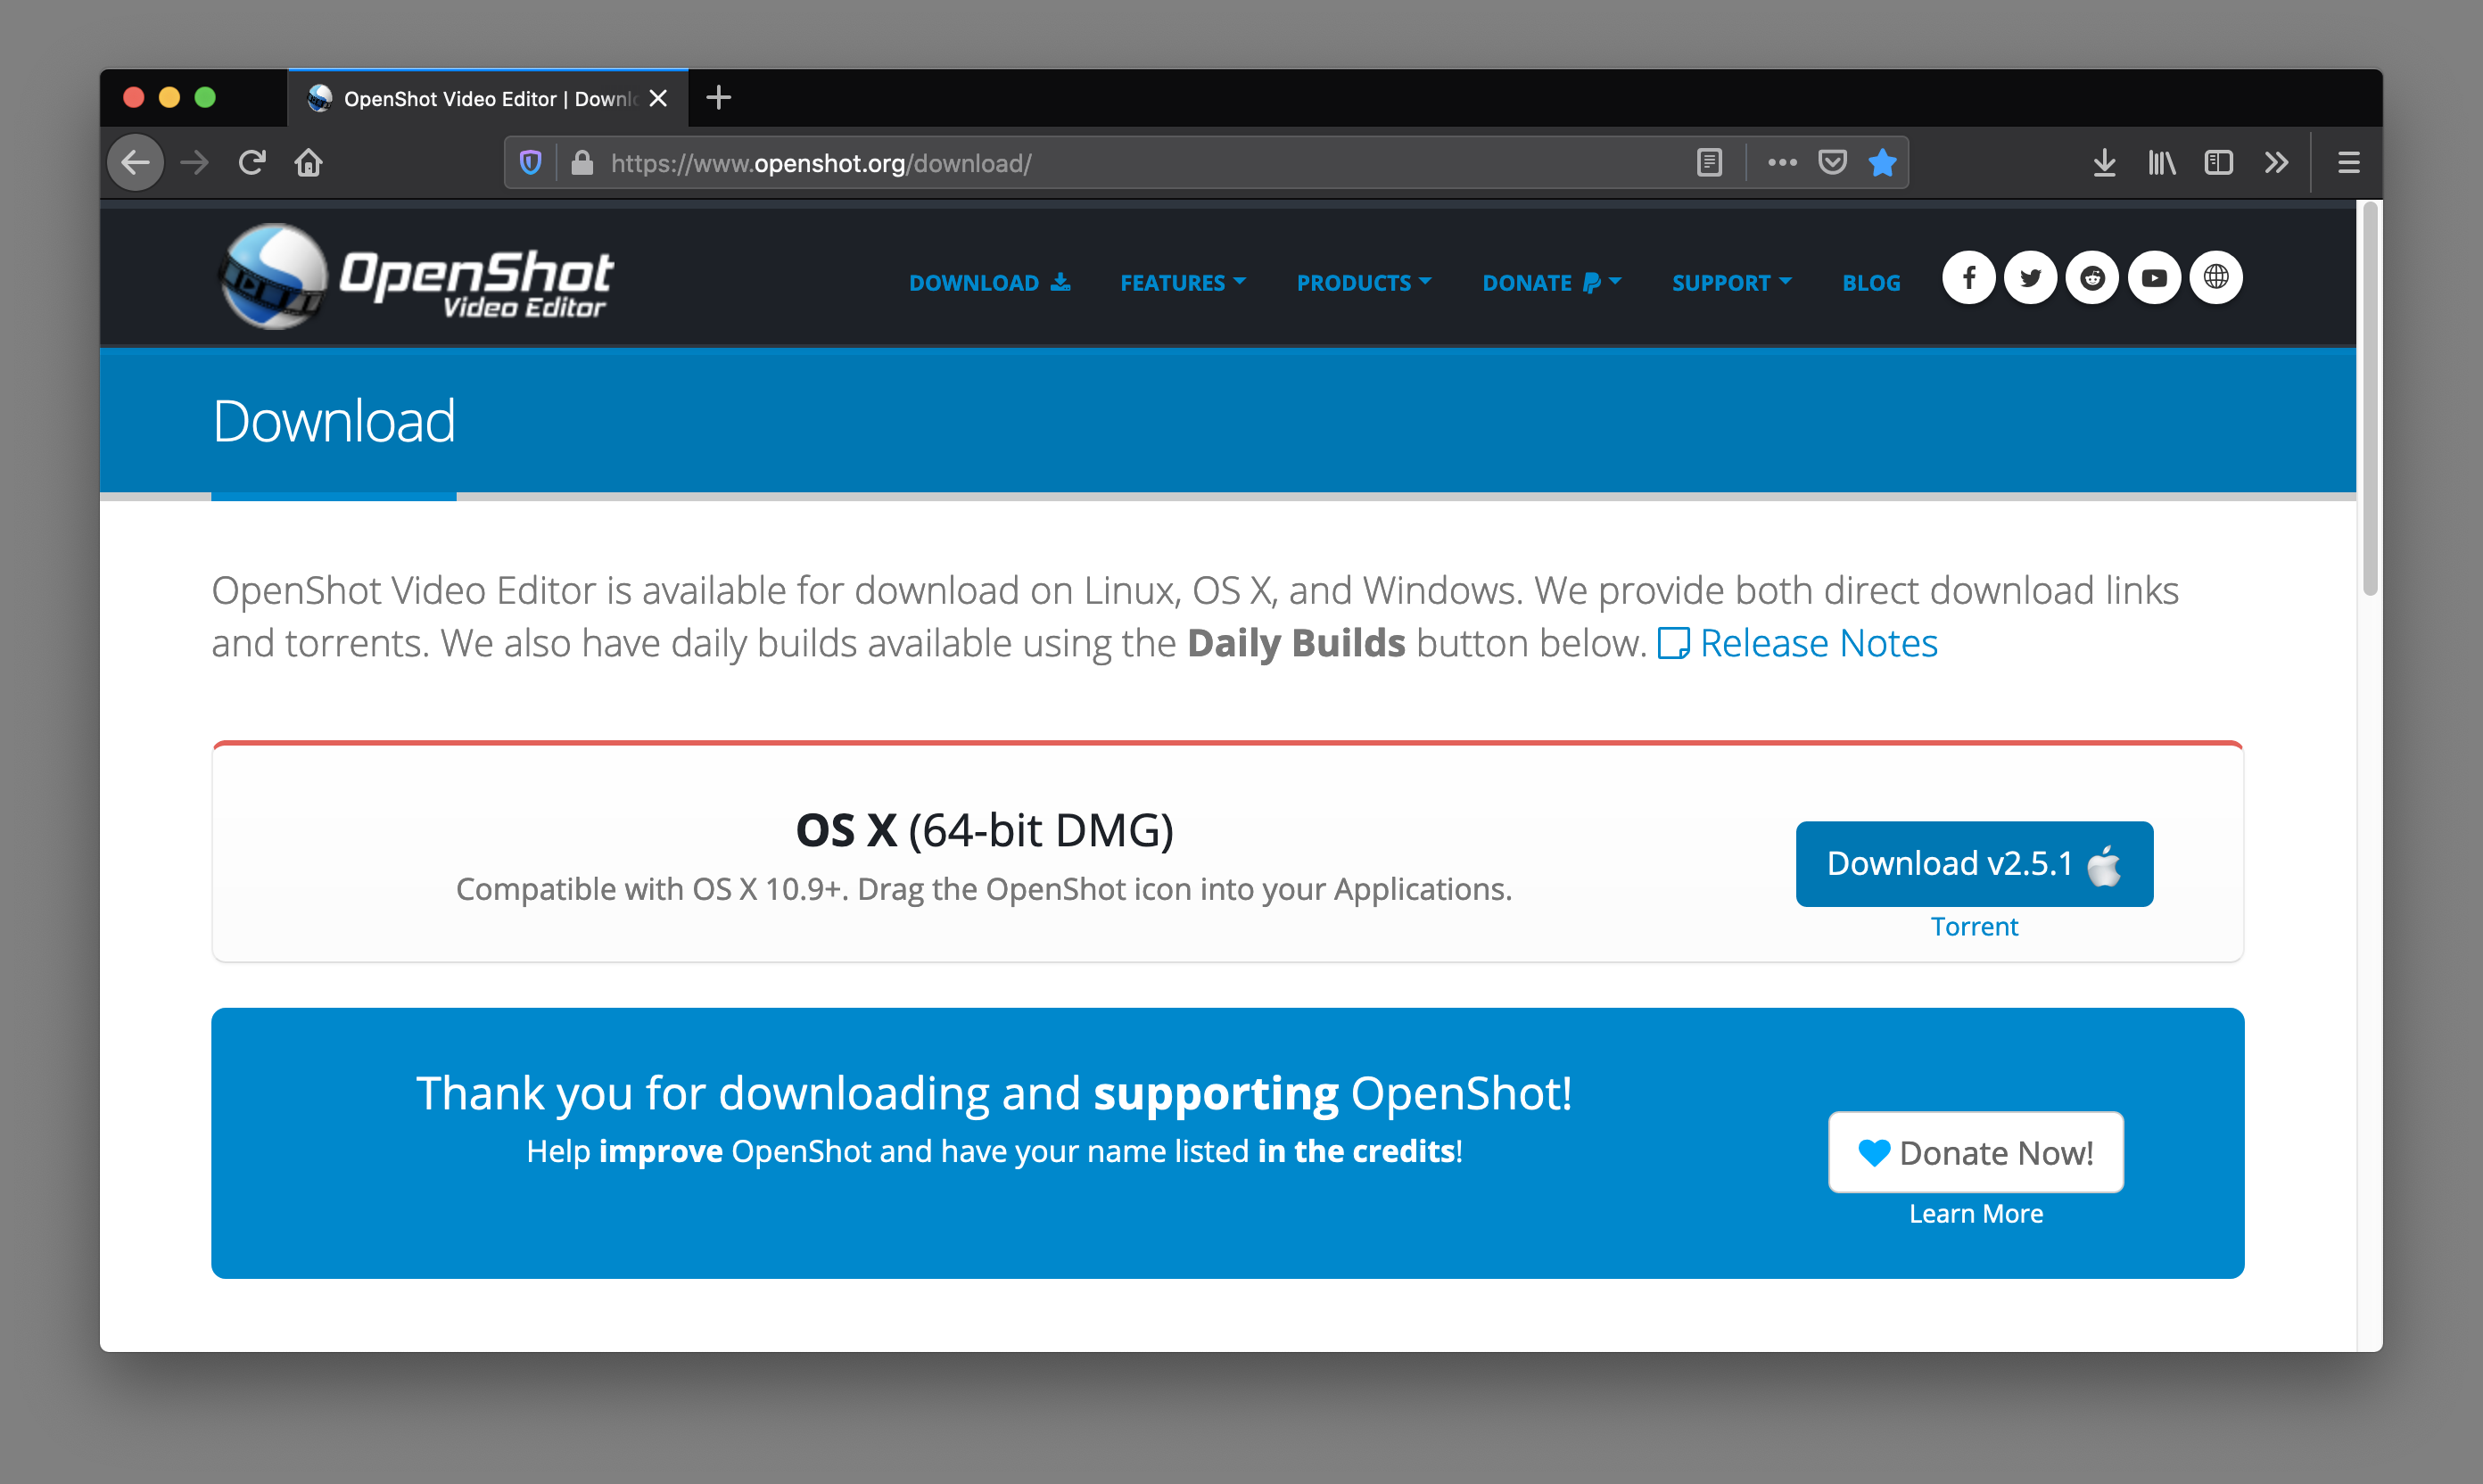 OpenShot Video Editor | Downl
https://www.openshot.org/download/
OpenShot
Video Editor
DOWNLOAD FEATURES PRODUCTS DONATE SUPPORT BLOG
Download
OpenShot Video Editor is available for download on Linux, OS X, and Windows. We provide both direct download links
and torrents. We also have daily builds available using the Daily Builds button below. Release Notes
OS X (64-bit DMG)
Compatible with OS X 10.9+. Drag the OpenShot icon into your Applications.
Download v2.5.1
Torrent
Thank you for downloading and supporting OpenShot!
Help improve OpenShot and have your name listed in the credits!
Donate Now!
Learn More